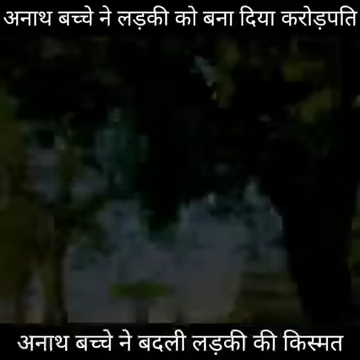 अनाथ बच्चे ने लड़की को बना दिया करोड़पति
अनाथ बच्चे ने बदली लड़की की किस्मत